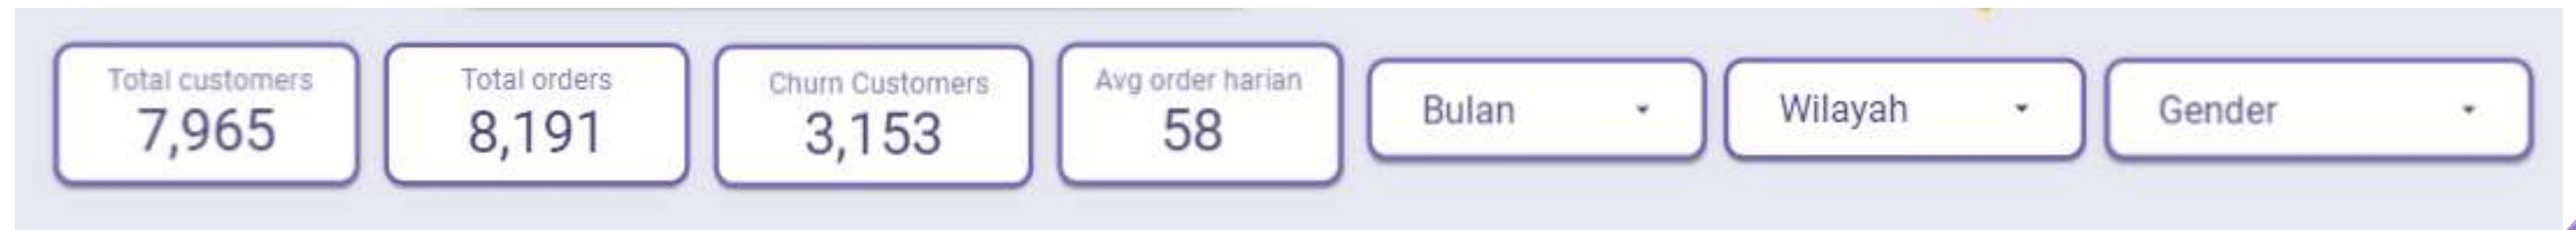 Total customers
7,965
Total orders
8,191
Churn Customers
3,153
Avg order harian
58
Bulan
Wilayah
Gender